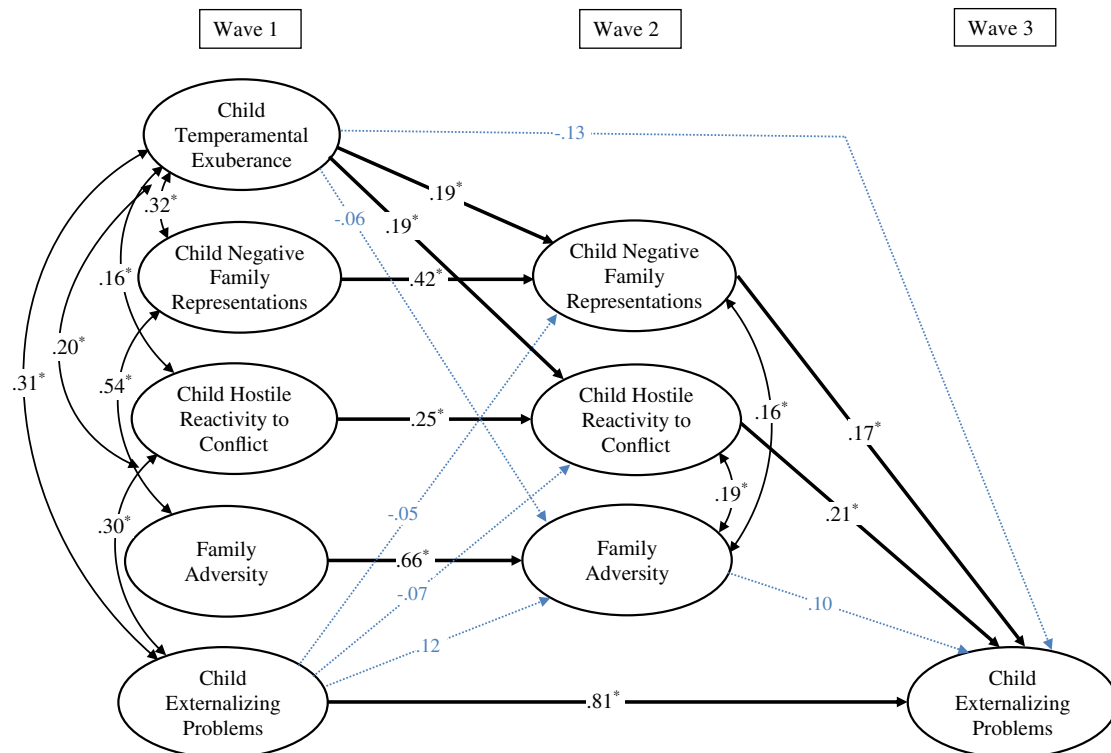 Wave 1
Wave 2
Wave 3
Child
Temperamental
Exuberance
-.13
.32*
.19*
-.06
.19*
Child Negative
Family
Representations
.42*
Child Negative
Family
Representations
.16*
.20*
.31*
.54*
Child Hostile
Reactivity to
Conflict
.25*
Child Hostile
Reactivity to
Conflict
.16*
.17*
.19*
.21*
.30*
-.05
Family
Adversity
.66*
Family
Adversity
-.07
.10
.12
Child
Externalizing
Problems
.81*
Child
Externalizing
Problems